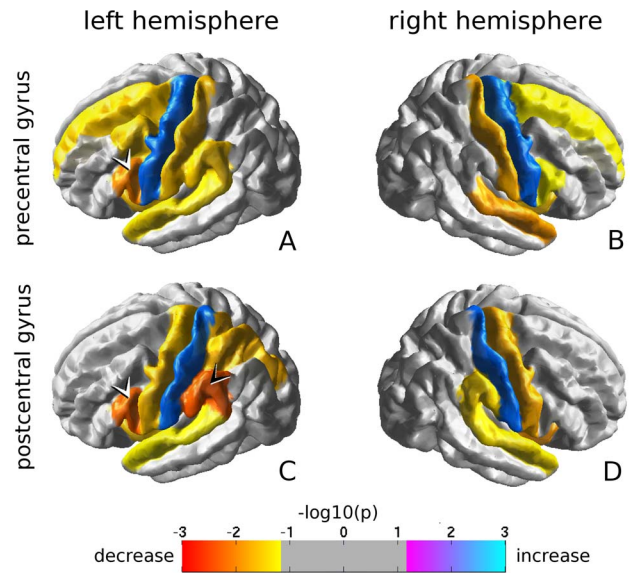 left hemisphere
right hemisphere
precentral gyrus
A
B
postcentral gyrus
C
D
-log10(p)
-3 -2 -1 0 1 2 3
decrease
increase